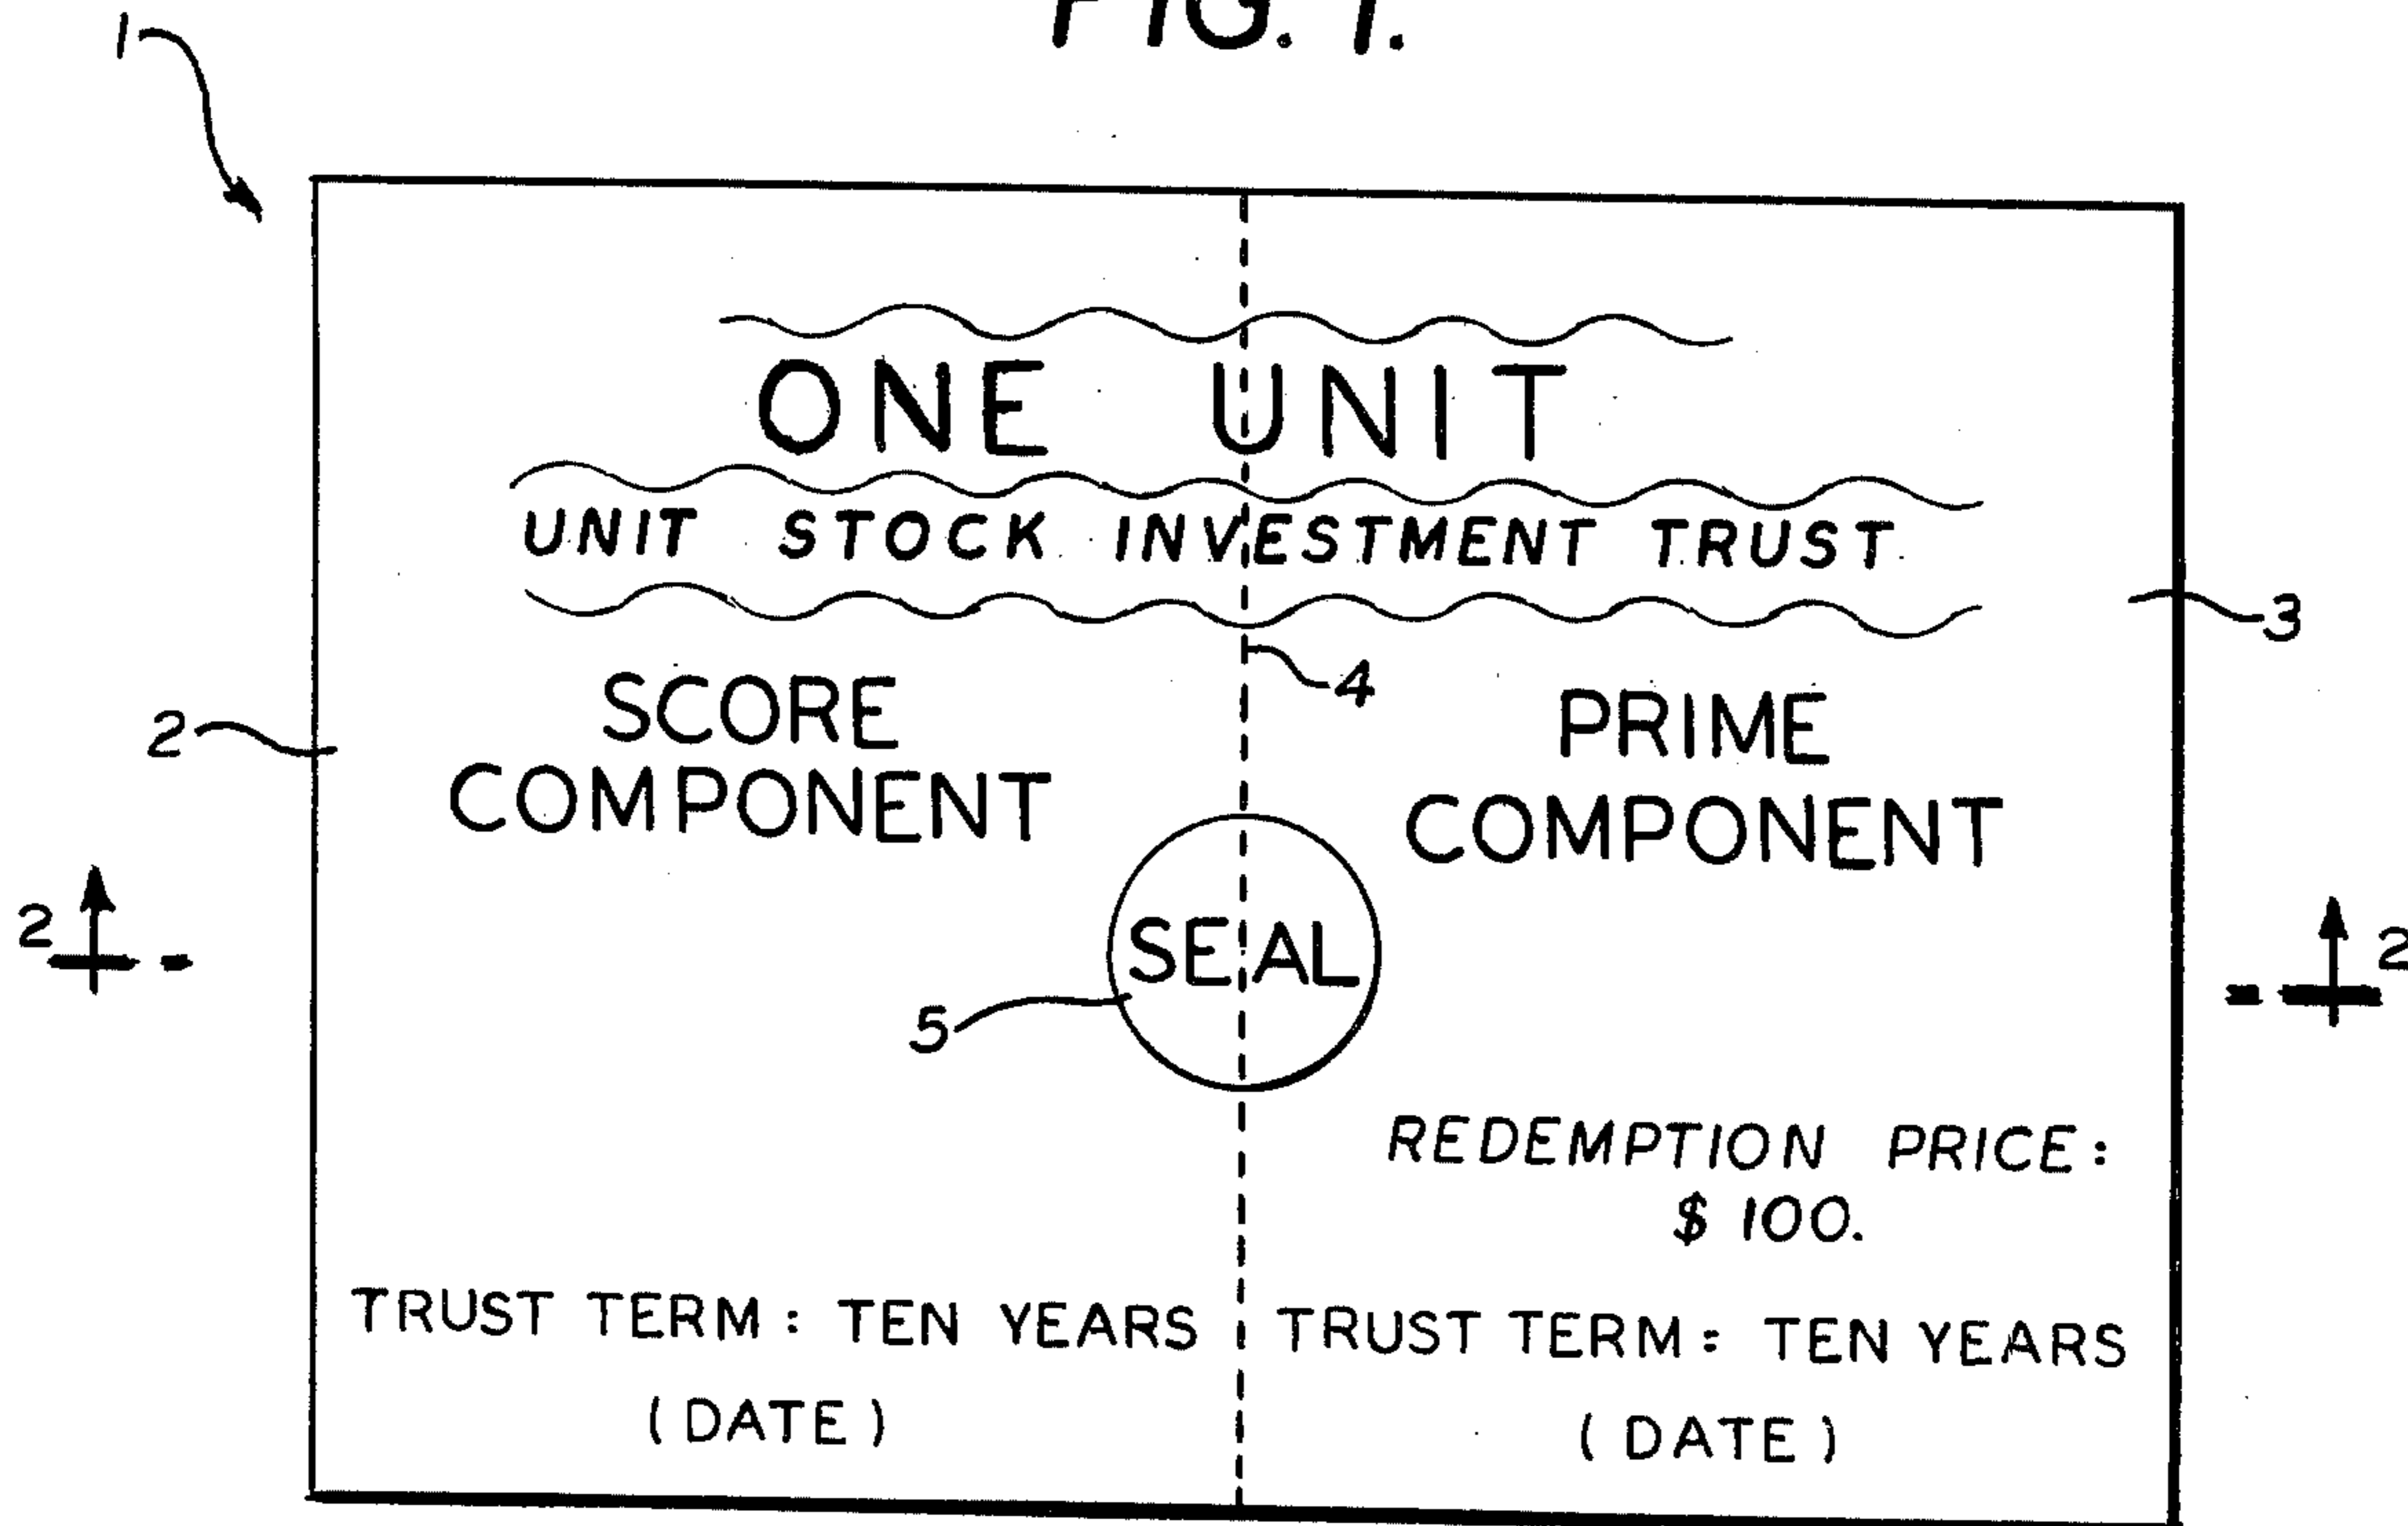 FIG. 1.
1
ONE UNIT
UNIT STOCK INVESTMENT TRUST
3
4
2
SCORE
COMPONENT
PRIME
COMPONENT
2
2
SEAL
5
REDEMPTION PRICE:
$ 100.
TRUST TERM: TEN YEARS
TRUST TERM: TEN YEARS
(DATE)
(DATE)